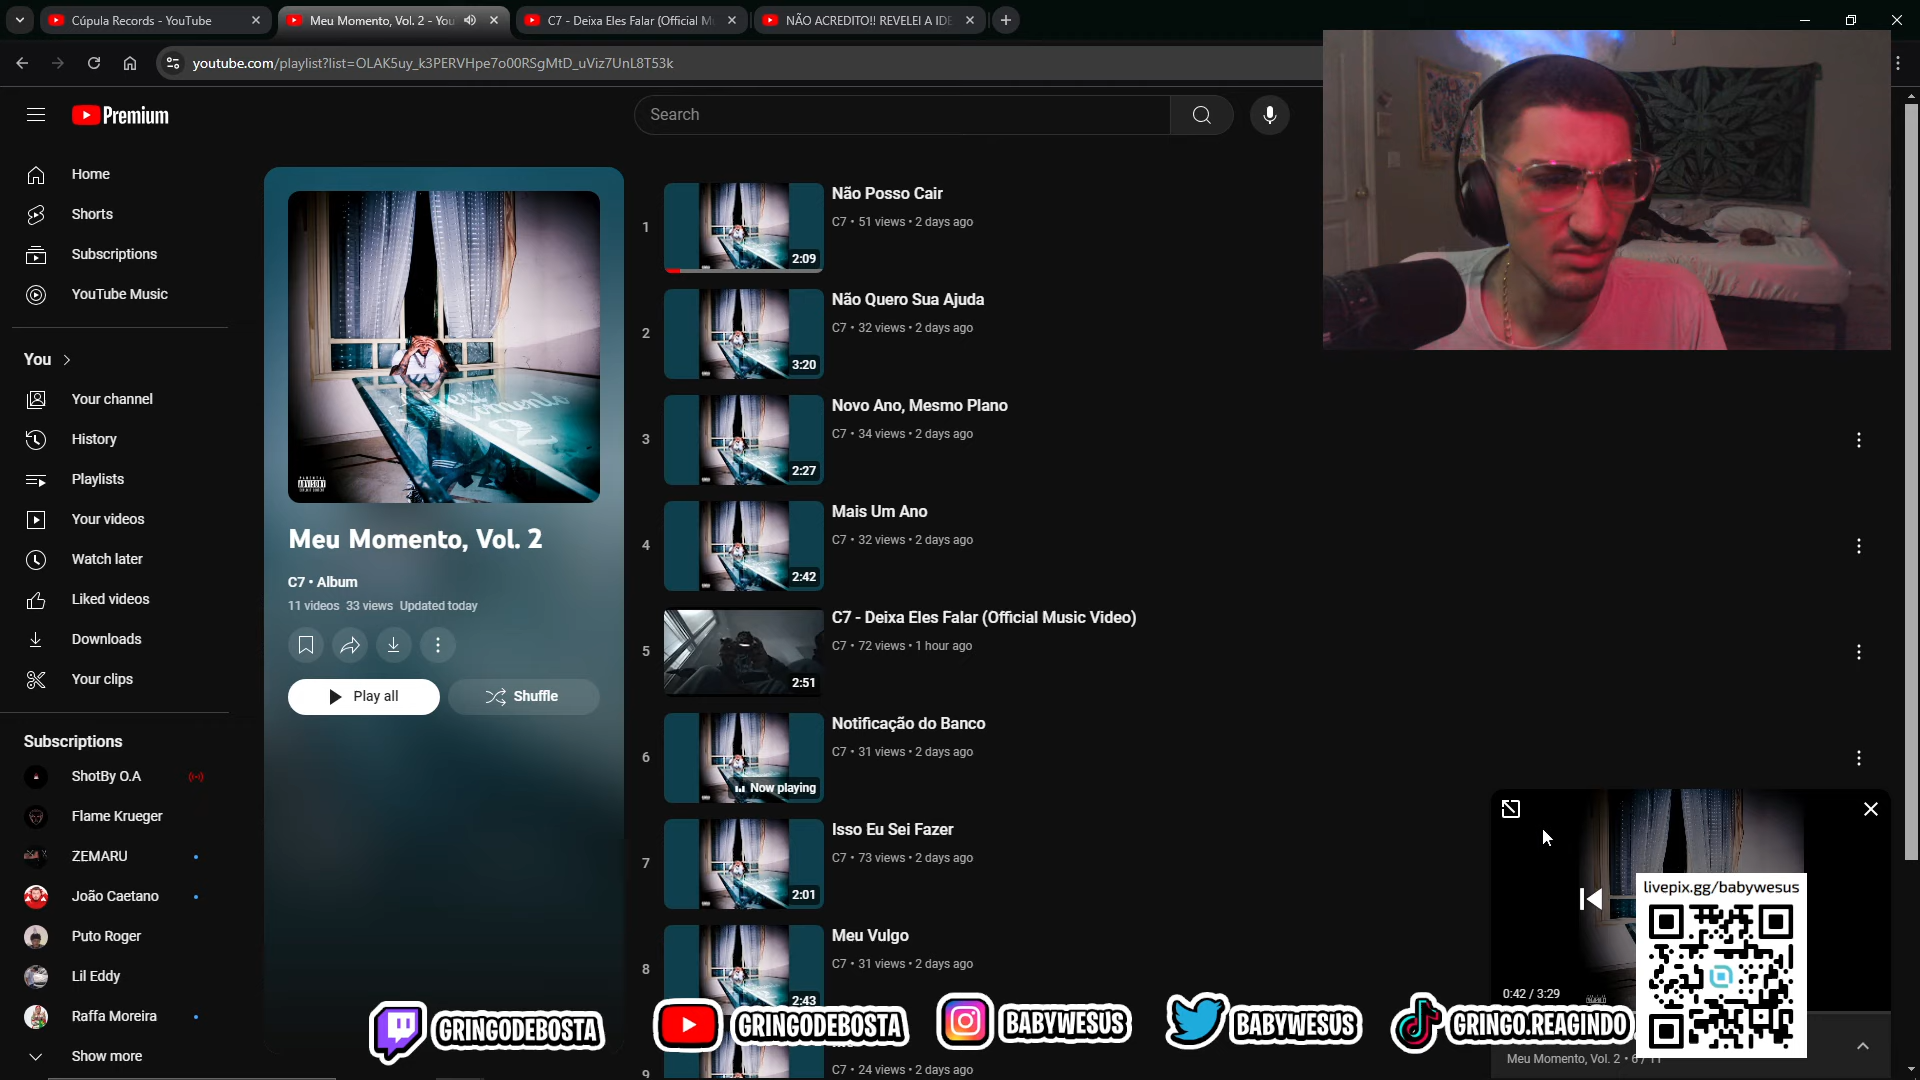 Cúpula Records - YouTube
Meu Momento, Vol. 2 - You
C7 - Deixa Eles Falar (Official M
NÃO ACREDITO!! REVELEI A IDE
youtube.com/playlist?list=OLAK5uy_k3PERVHpe7o00RSgMtD_uViz7UnL8T53k
Premium
Search
Home
Shorts
Subscriptions
YouTube Music
You
Your channel
History
Playlists
Your videos
Watch later
Liked videos
Downloads
Your clips
Subscriptions
ShotBy O.A
Flame Krueger
ZEMARU
João Caetano
Puto Roger
Lil Eddy
Raffa Moreira
Show more
Meu Momento, Vol. 2
C7 • Album
11 videos 33 views Updated today
Play all
Shuffle
1
2:09
Não Posso Cair
C7 • 51 views • 2 days ago
2
3:20
Não Quero Sua Ajuda
C7 • 32 views • 2 days ago
3
2:27
Novo Ano, Mesmo Plano
C7 • 34 views • 2 days ago
4
2:42
Mais Um Ano
C7 • 32 views • 2 days ago
5
2:51
C7 - Deixa Eles Falar (Official Music Video)
C7 • 72 views • 1 hour ago
6
Now playing
Notificação do Banco
C7 • 31 views • 2 days ago
7
2:01
Isso Eu Sei Fazer
C7 • 73 views • 2 days ago
8
2:43
Meu Vulgo
C7 • 31 views • 2 days ago
9
C7 • 24 views • 2 days ago
livepix.gg/babywesus
0:42 / 3:29
Meu Momento, Vol. 2 • 6 / 11
GRINGODEBOSTA
GRINGODEBOSTA
BABYWESUS
BABYWESUS
GRINGO.REAGINDO